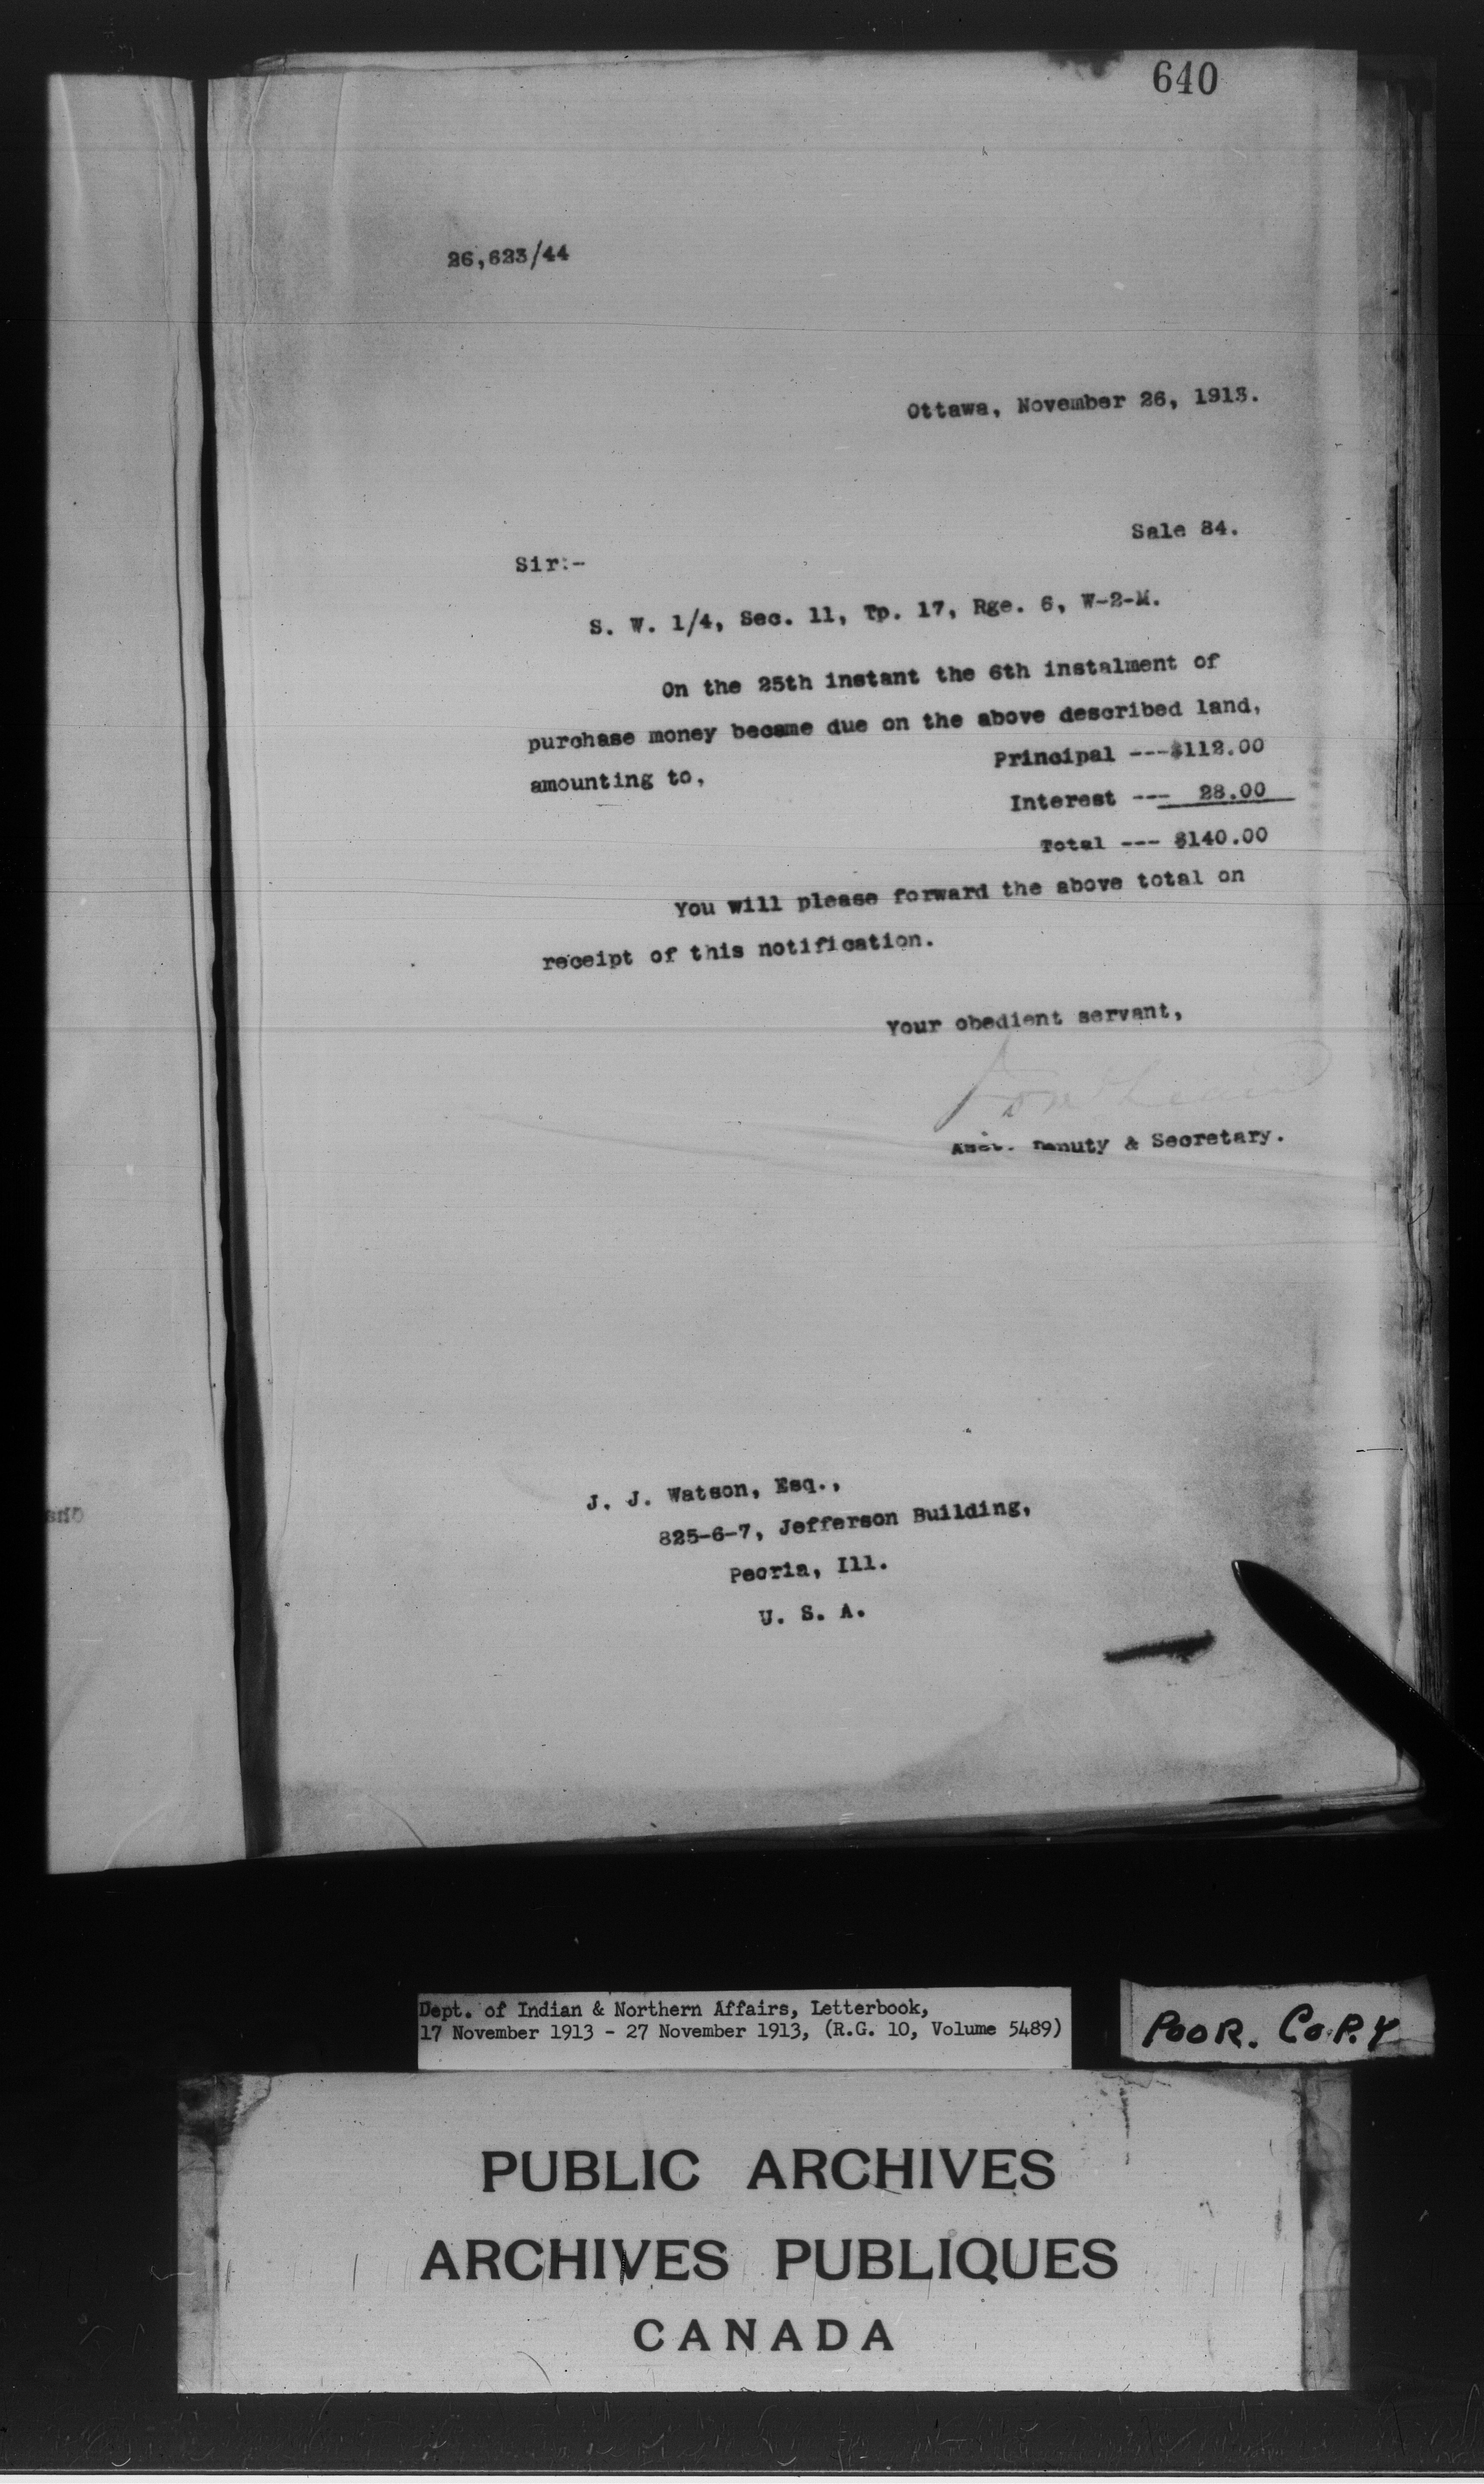 640
26,623/44
Ottawa, November 26, 1913.
Sale 84.
Sir:-
S. W. 1/4, Sec. 11, Tp. 17, Rge. 6, W-2-M.
On the 25th instant the 6th instalment of
purchase money became due on the above described land,
amounting to,
Principal ---$112.00
Interest --- 28.00
Total --- $140.00
You will please forward the above total on
receipt of this notification.
Your obedient servant,
Asst. Deputy & Secretary.
J. J. Watson, Esq.,
825-6-7, Jefferson Building,
Peoria, Ill.
U. S. A.
Dept. of Indian & Northern Affairs, Letterbook,
17 November 1913 - 27 November 1913, (R.G. 10, Volume 5489)
POOR. COPY
PUBLIC ARCHIVES
ARCHIVES PUBLIQUES
CANADA